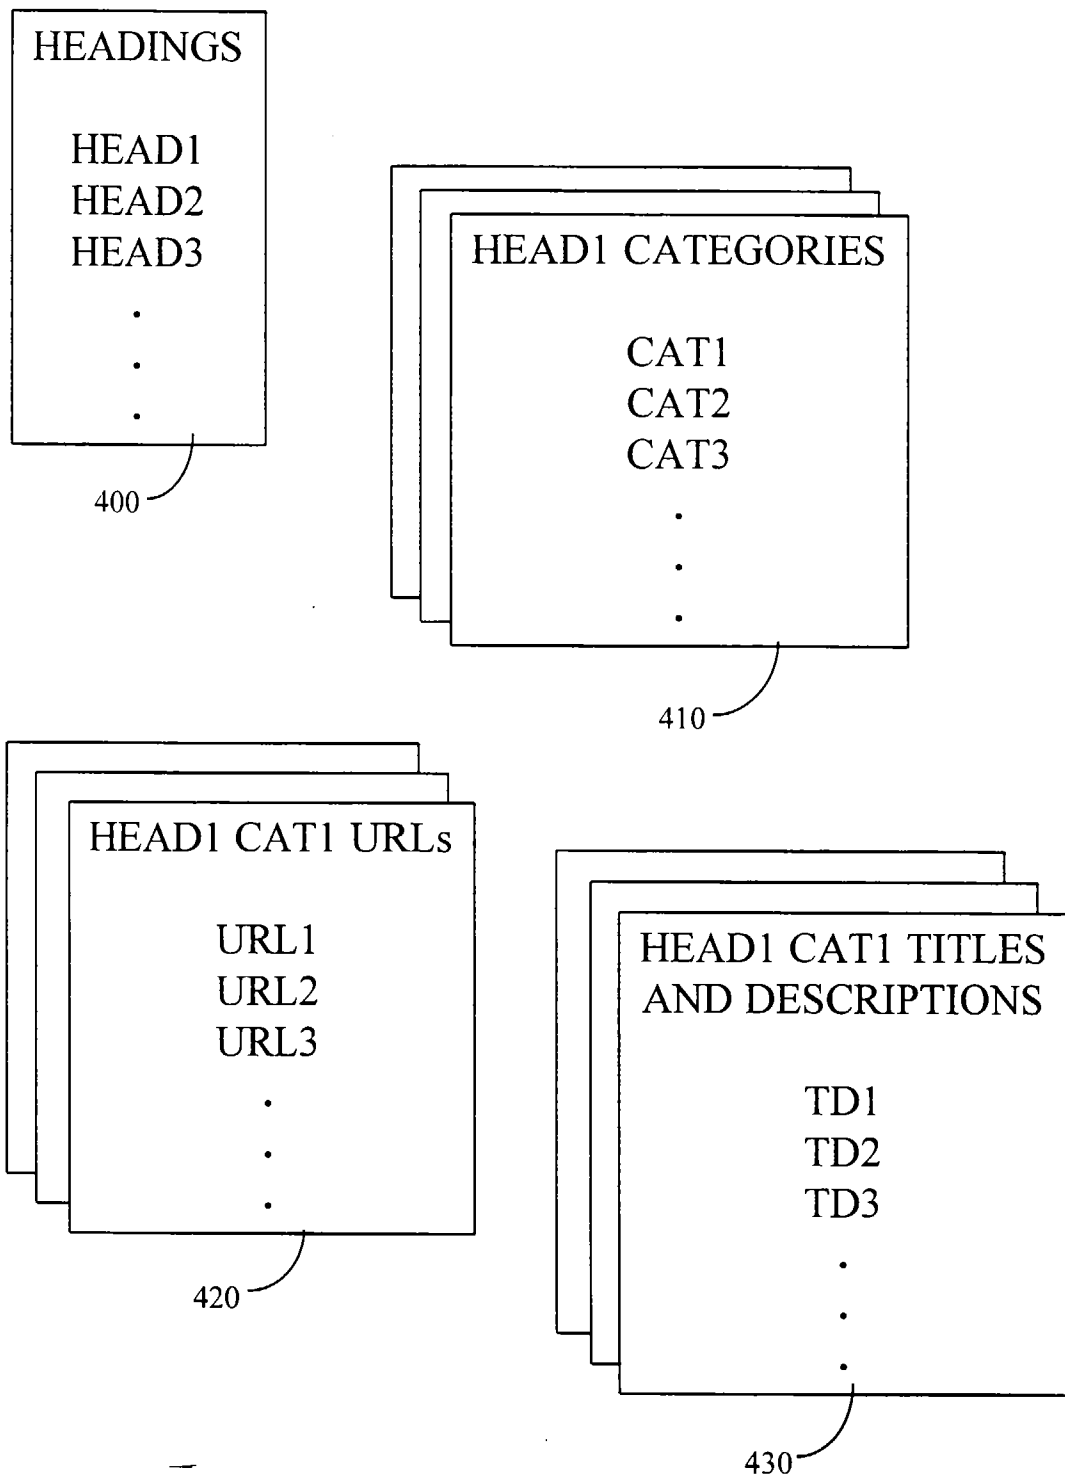 HEADINGS
HEAD1
HEAD2
HEAD3
.
.
.
400
HEAD1 CATEGORIES
CAT1
CAT2
CAT3
.
.
.
410
HEAD1 CAT1 URLs
URL1
URL2
URL3
.
.
.
420
HEAD1 CAT1 TITLES
AND DESCRIPTIONS
TD1
TD2
TD3
.
.
.
430